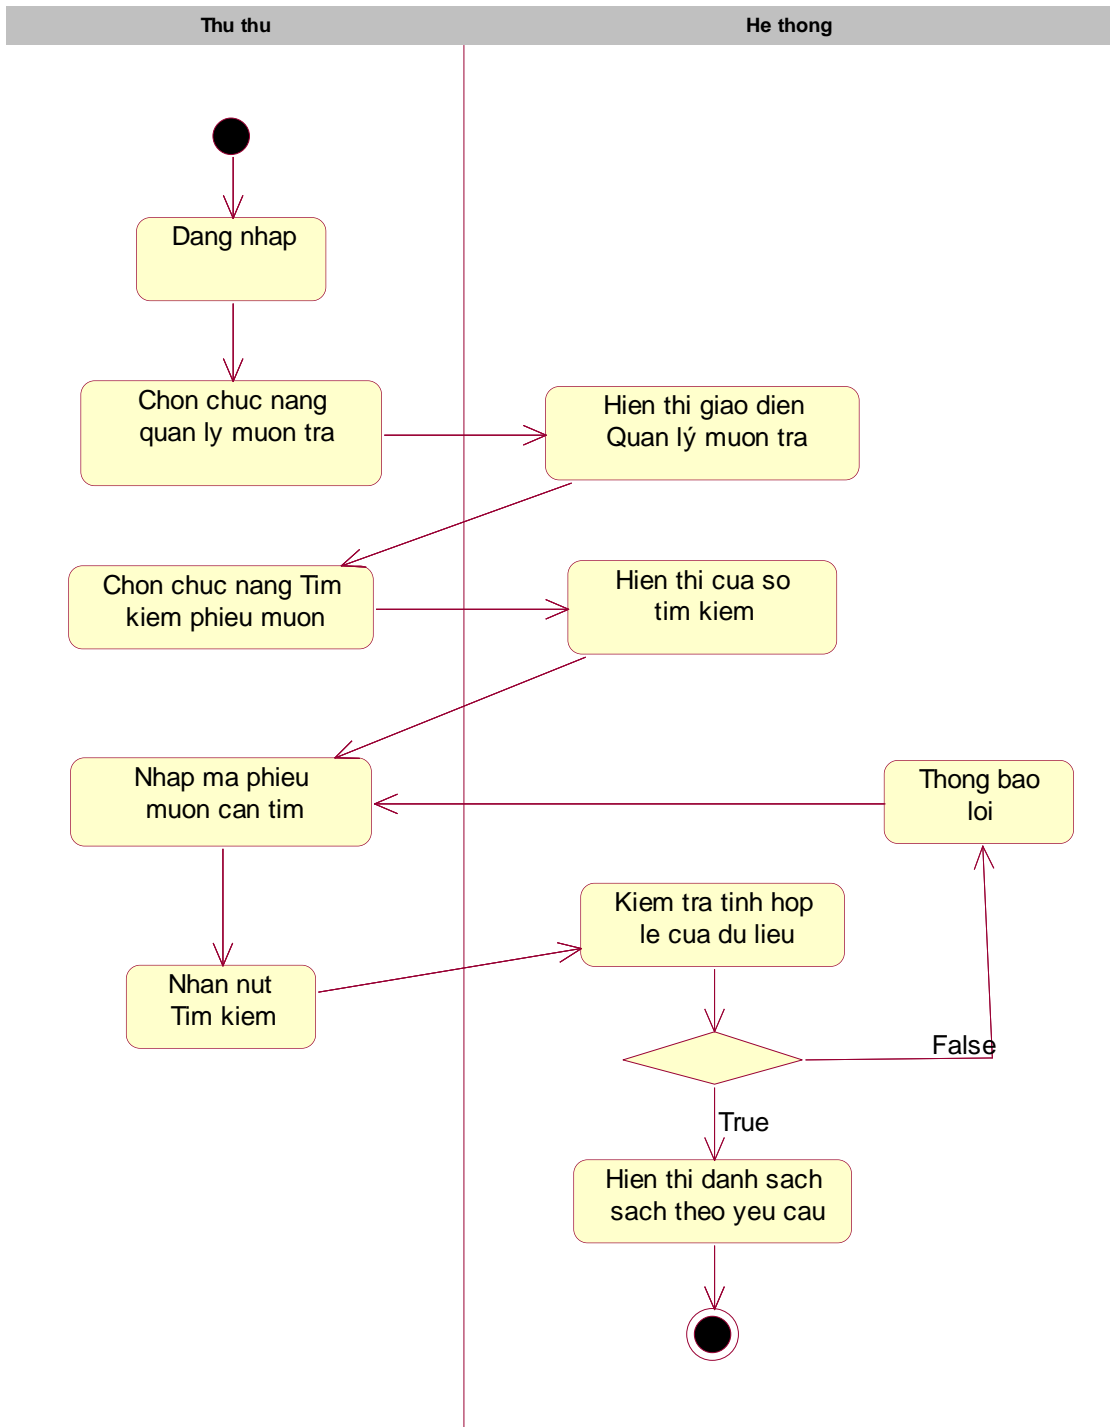 Thu thu
He thong
Dang nhap
Chon chuc nang
quan ly muon tra
Hien thi giao dien
Quan lý muon tra
Chon chuc nang Tim
kiem phieu muon
Hien thi cua so
tim kiem
Nhap ma phieu
muon can tim
Thong bao
loi
Nhan nut
Tim kiem
Kiem tra tinh hop
le cua du lieu
False
True
Hien thi danh sach
sach theo yeu cau